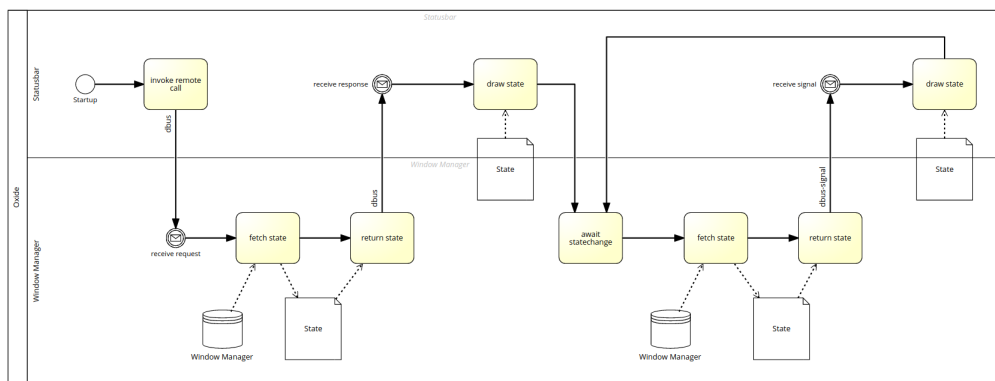 Statusbar
Oxide
Statusbar
Startup
invoke remote
call
dbus
receive response
draw state
State
receive signal
draw state
State
Window Manager
Window Manager
receive request
fetch state
dbus
return state
Window Manager
State
await
statechange
fetch state
dbus-signal
return state
Window Manager
State